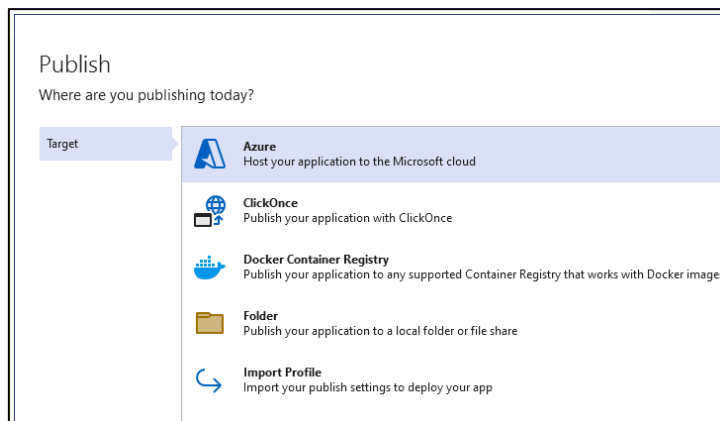 Publish
Where are you publishing today?
Target
Azure
Host your application to the Microsoft cloud
ClickOnce
Publish your application with ClickOnce
Docker Container Registry
Publish your application to any supported Container Registry that works with Docker image
Folder
Publish your application to a local folder or file share
Import Profile
Import your publish settings to deploy your app